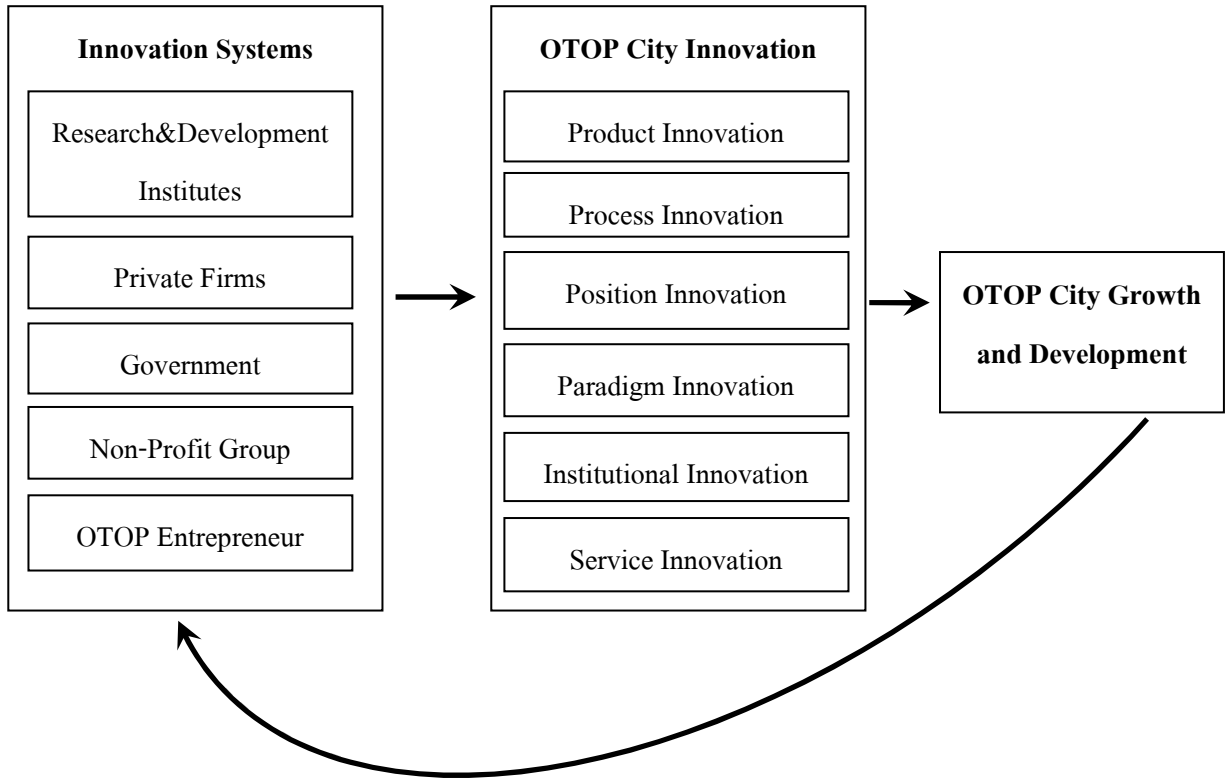 Innovation Systems
Research&Development
Institutes
Private Firms
Government
Non-Profit Group
OTOP Entrepreneur
OTOP City Innovation
Product Innovation
Process Innovation
Position Innovation
Paradigm Innovation
Institutional Innovation
Service Innovation
OTOP City Growth
and Development